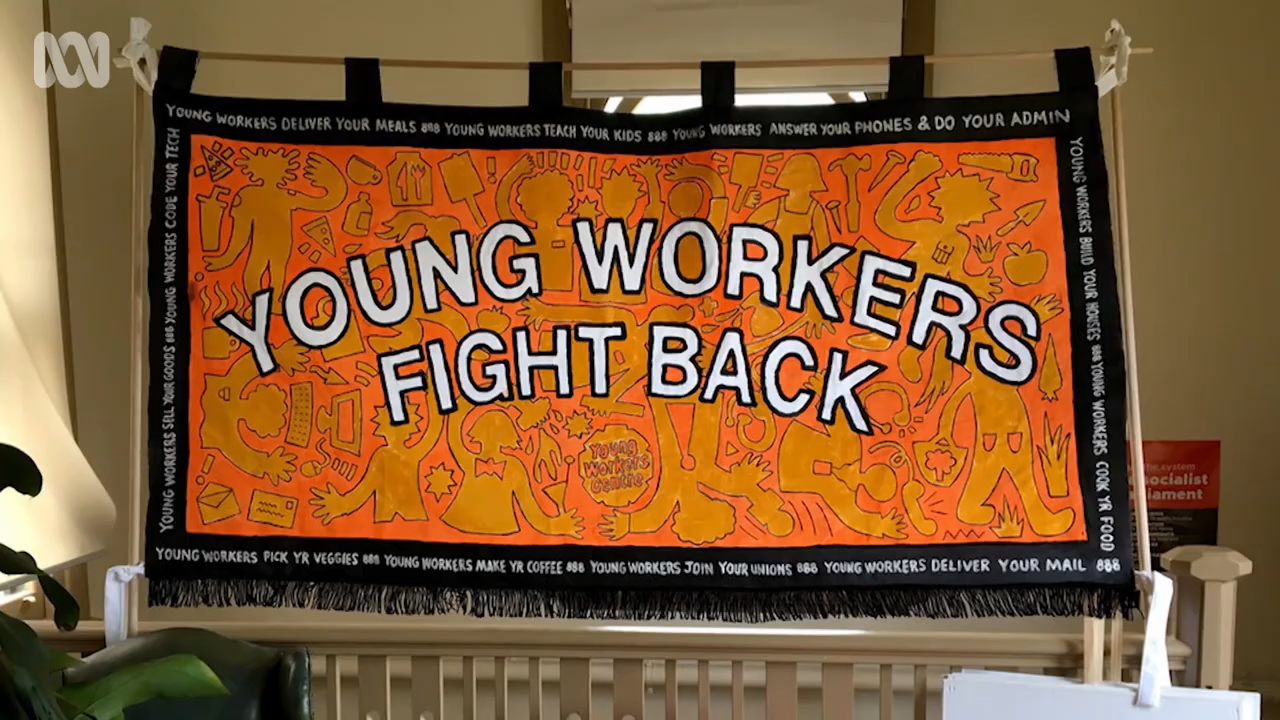 YOUNG WORKERS DELIVER YOUR MEALS 888 YOUNG WORKERS TEACH YOUR KIDS 888 YOUNG WORKERS ANSWER YOUR PHONES & DO YOUR ADMIN
YOUNG WORKERS BUILD YOUR HOUSES 888 YOUNG WORKERS COOK YR FOOD
YOUNG WORKERS SELL YOUR GOODS 888 YOUNG WORKERS CODE YOUR TECH
YOUNG WORKERS
FIGHT BACK
Young
Workers
Centre
YOUNG WORKERS PICK YR VEGGIES 888 YOUNG WORKERS MAKE YR COFFEE 888 YOUNG WORKERS JOIN YOUR UNIONS 888 YOUNG WORKERS DELIVER YOUR MAIL 888
system